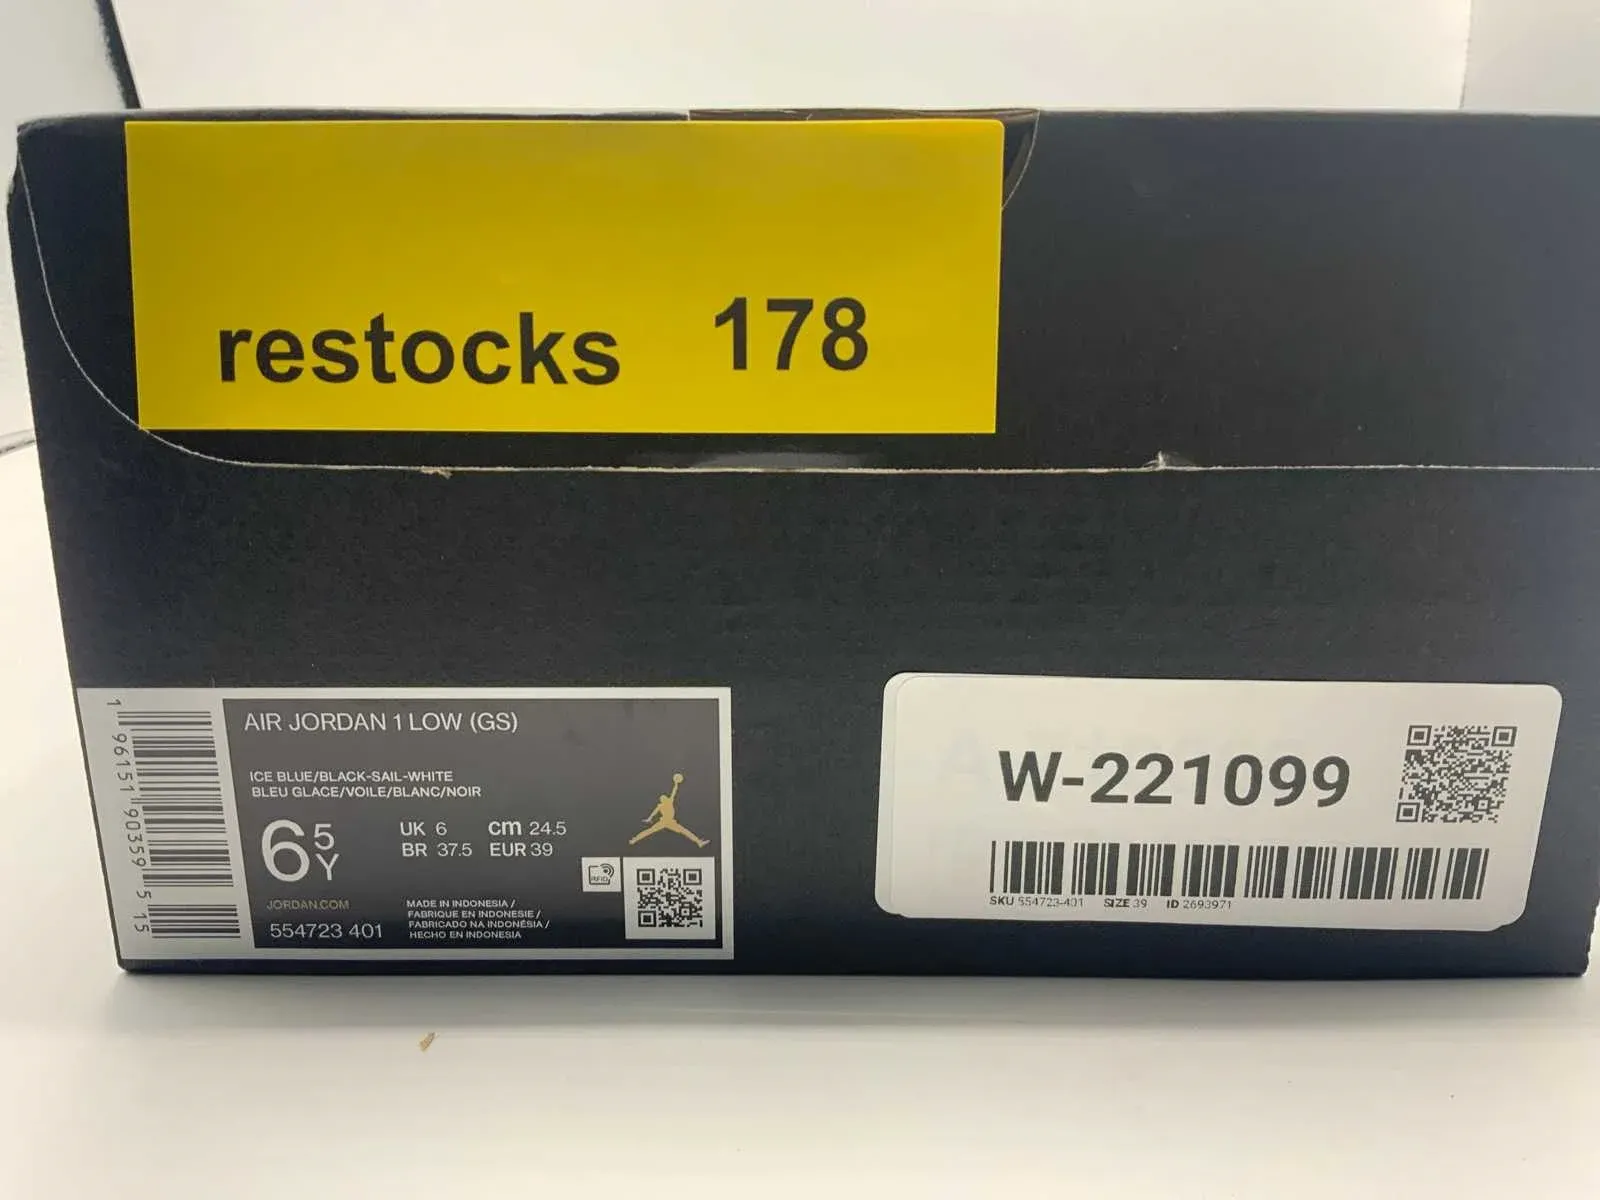 restocks 178
AIR JORDAN 1 LOW (GS)
ICE BLUE/BLACK-SAIL-WHITE
BLEU GLACE/VOILE/BLANC/NOIR
6 5Y
UK 6 cm 24.5
BR 37.5 EUR 39
RFID
JORDAN.COM
554723 401
MADE IN INDONESIA /
FABRIQUE EN INDONESIE /
FABRICADO NA INDONÉSIA /
HECHO EN INDONESIA
1 96151 90359 5 15
W-221099
SKU 554723-401 SIZE 39 ID 2693971